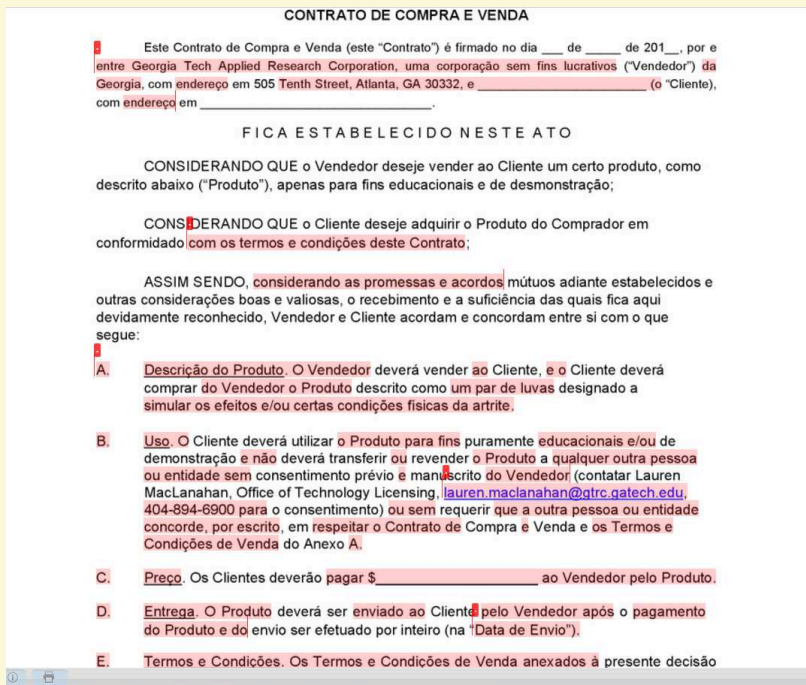 CONTRATO DE COMPRA E VENDA
Este Contrato de Compra e Venda (este “Contrato”) é firmado no dia ___ de _____ de 201__, por e
entre Georgia Tech Applied Research Corporation, uma corporação sem fins lucrativos (“Vendedor”) da
Georgia, com endereço em 505 Tenth Street, Atlanta, GA 30332, e ________________________ (o “Cliente),
com endereço em _________________________________.
F I C A E S T A B E L E C I D O N E S T E A T O
CONSIDERANDO QUE o Vendedor deseje vender ao Cliente um certo produto, como
descrito abaixo (“Produto”), apenas para fins educacionais e de desmonstração;
CONSIDERANDO QUE o Cliente deseje adquirir o Produto do Comprador em
conformidado com os termos e condições deste Contrato;
ASSIM SENDO, considerando as promessas e acordos mútuos adiante estabelecidos e
outras considerações boas e valiosas, o recebimento e a suficiência das quais fica aqui
devidamente reconhecido, Vendedor e Cliente acordam e concordam entre si com o que
segue:
A. Descrição do Produto. O Vendedor deverá vender ao Cliente, e o Cliente deverá
comprar do Vendedor o Produto descrito como um par de luvas designado a
simular os efeitos e/ou certas condições físicas da artrite.
B. Uso. O Cliente deverá utilizar o Produto para fins puramente educacionais e/ou de
demonstração e não deverá transferir ou revender o Produto a qualquer outra pessoa
ou entidade sem consentimento prévio e manuscrito do Vendedor (contatar Lauren
MacLanahan, Office of Technology Licensing, lauren.maclanahan@gtrc.gatech.edu,
404-894-6900 para o consentimento) ou sem requerir que a outra pessoa ou entidade
concorde, por escrito, em respeitar o Contrato de Compra e Venda e os Termos e
Condições de Venda do Anexo A.
C. Preço. Os Clientes deverão pagar $____________________ ao Vendedor pelo Produto.
D. Entrega. O Produto deverá ser enviado ao Cliente pelo Vendedor após o pagamento
do Produto e do envio ser efetuado por inteiro (na “Data de Envio”).
E. Termos e Condições. Os Termos e Condições de Venda anexados à presente decisão